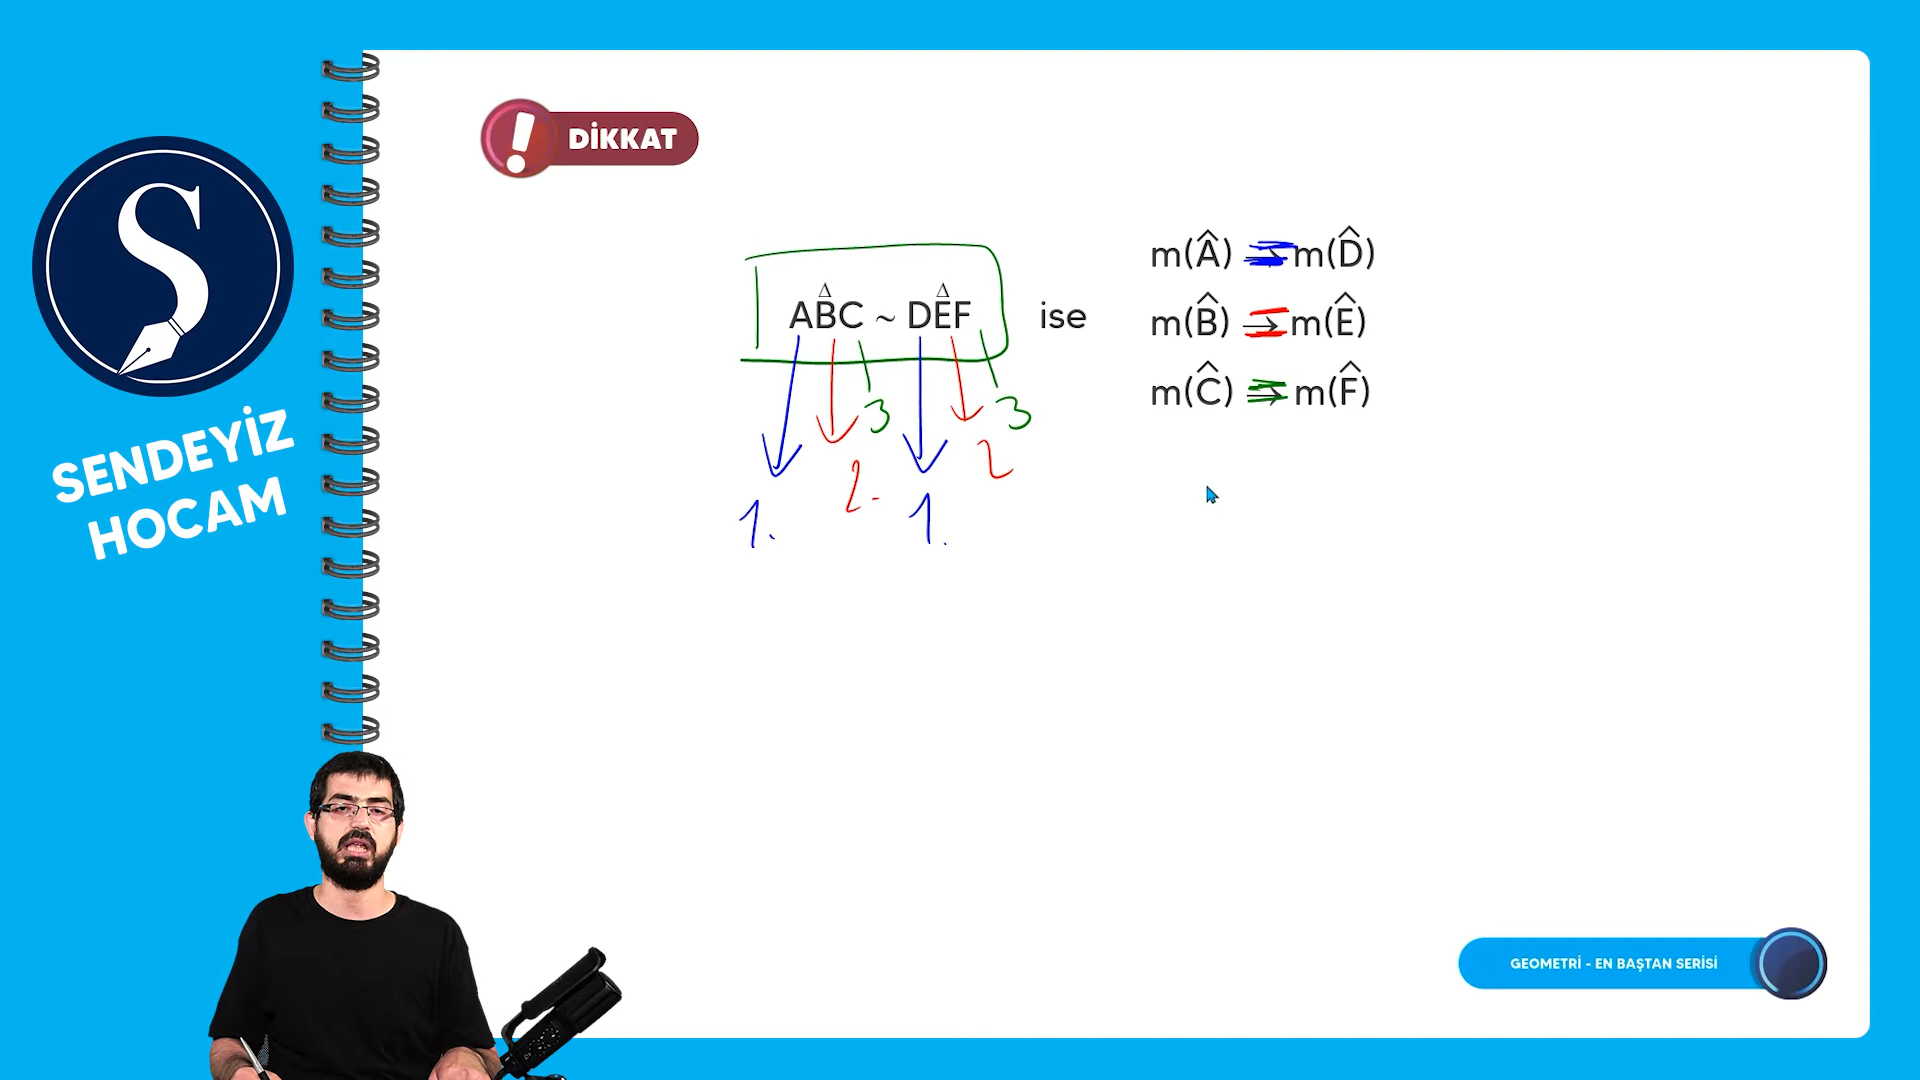 DİKKAT
ABC ~ DEF ise
m(Â) = m(D̂)
m(B̂) = m(Ê)
m(Ĉ) = m(F̂)
3 3
2. 2
1. 1.
S
SENDEYİZ
HOCAM
GEOMETRİ - EN BAŞTAN SERİSİ